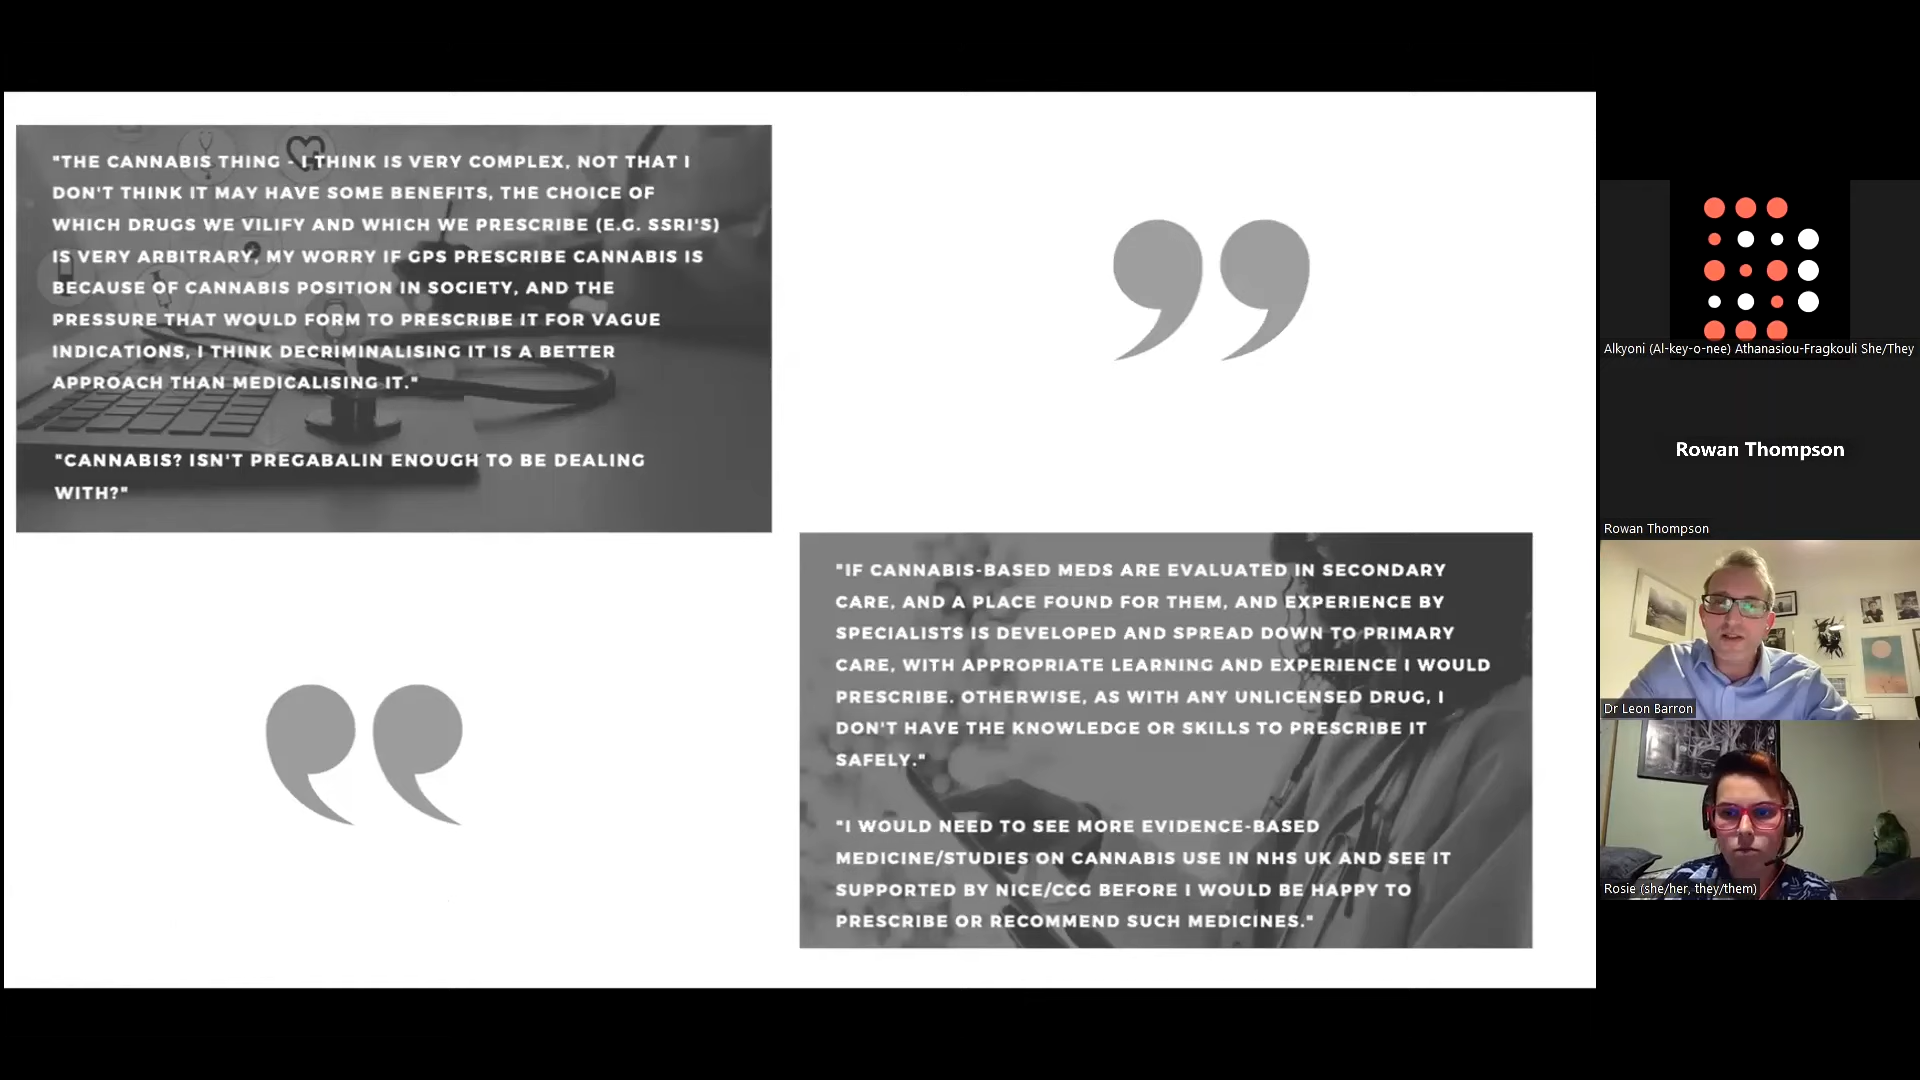 "THE CANNABIS THING - I THINK IS VERY COMPLEX, NOT THAT I
DON'T THINK IT MAY HAVE SOME BENEFITS, THE CHOICE OF
WHICH DRUGS WE VILIFY AND WHICH WE PRESCRIBE (E.G. SSRI'S)
IS VERY ARBITRARY, MY WORRY IF GPS PRESCRIBE CANNABIS IS
BECAUSE OF CANNABIS POSITION IN SOCIETY, AND THE
PRESSURE THAT WOULD FORM TO PRESCRIBE IT FOR VAGUE
INDICATIONS, I THINK DECRIMINALISING IT IS A BETTER
APPROACH THAN MEDICALISING IT."
"CANNABIS? ISN'T PREGABALIN ENOUGH TO BE DEALING
WITH?"
"IF CANNABIS-BASED MEDS ARE EVALUATED IN SECONDARY
CARE, AND A PLACE FOUND FOR THEM, AND EXPERIENCE BY
SPECIALISTS IS DEVELOPED AND SPREAD DOWN TO PRIMARY
CARE, WITH APPROPRIATE LEARNING AND EXPERIENCE I WOULD
PRESCRIBE. OTHERWISE, AS WITH ANY UNLICENSED DRUG, I
DON'T HAVE THE KNOWLEDGE OR SKILLS TO PRESCRIBE IT
SAFELY."
"I WOULD NEED TO SEE MORE EVIDENCE-BASED
MEDICINE/STUDIES ON CANNABIS USE IN NHS UK AND SEE IT
SUPPORTED BY NICE/CCG BEFORE I WOULD BE HAPPY TO
PRESCRIBE OR RECOMMEND SUCH MEDICINES."
Alkyoni (Al-key-o-nee) Athanasiou-Fragkouli She/They
Rowan Thompson
Rowan Thompson
Dr Leon Barron
Rosie (she/her, they/them)